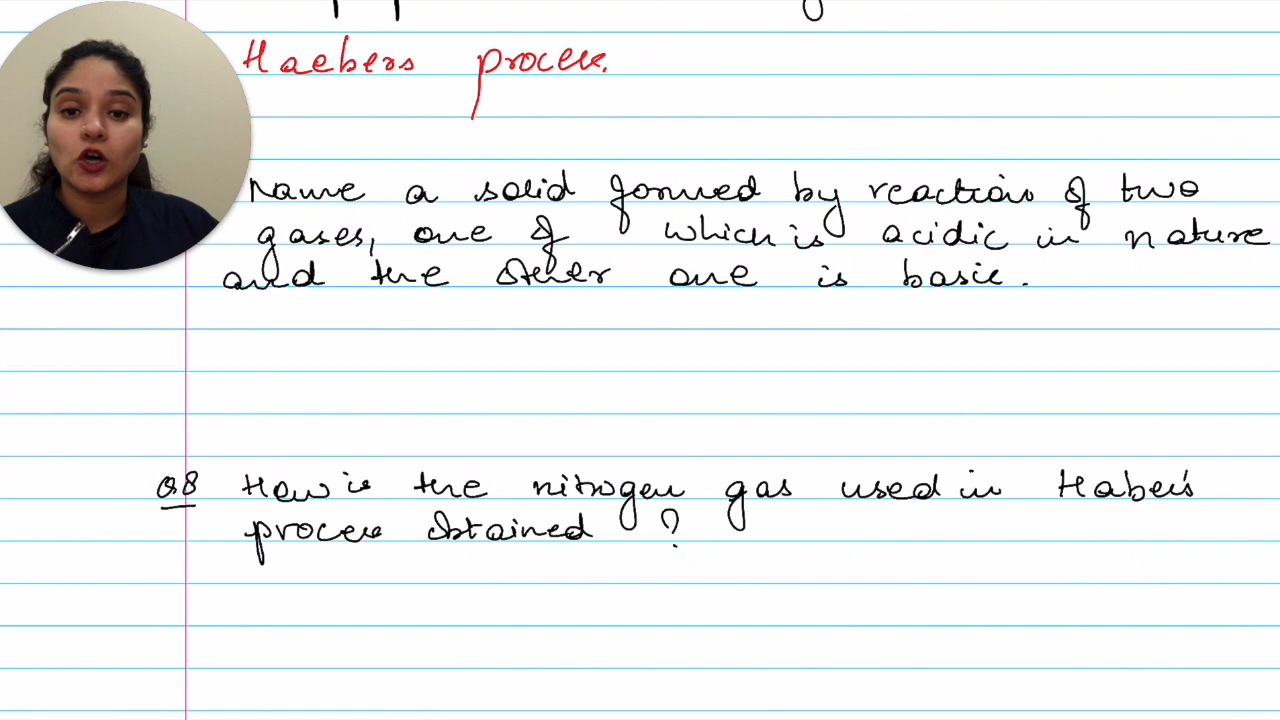 Haebers process.
Name a solid formed by reaction of two
gases, one of which is acidic in nature
and the other one is basic.
Q8 How is the nitrogen gas used in Haber's
process obtained ?